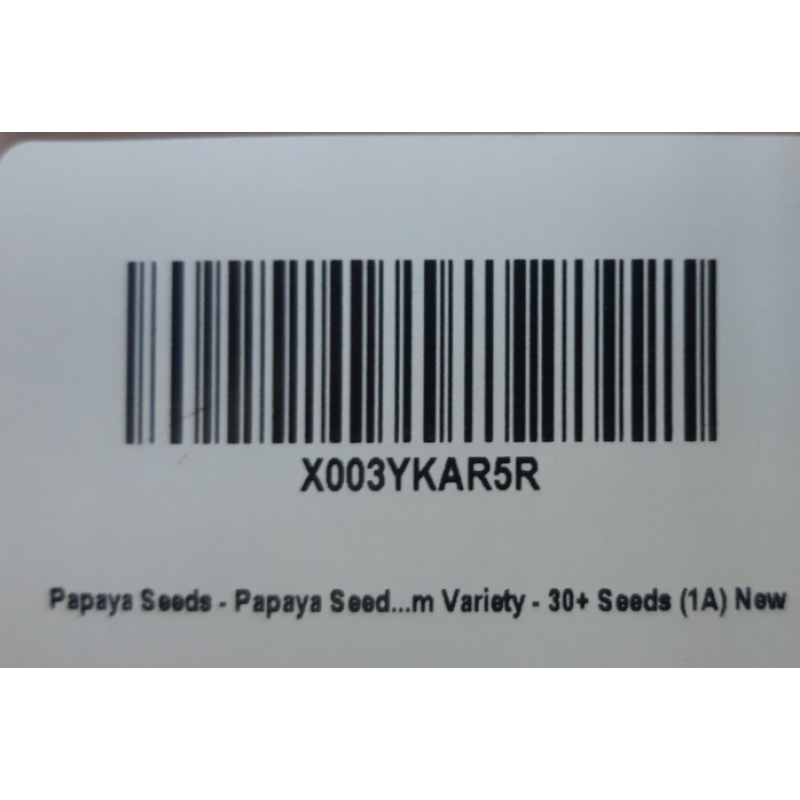 X003YKAR5R
Papaya Seeds - Papaya Seed...m Variety - 30+ Seeds (1A) New